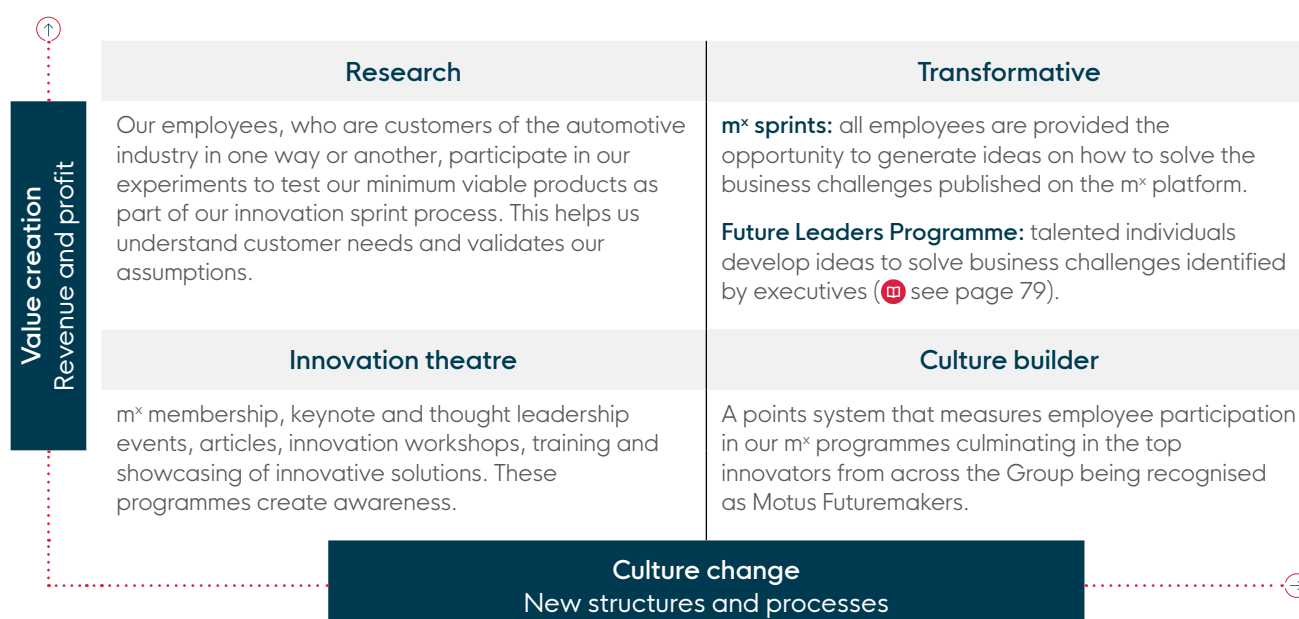 Value creation
Revenue and profit
Research
Our employees, who are customers of the automotive
industry in one way or another, participate in our
experiments to test our minimum viable products as
part of our innovation sprint process. This helps us
understand customer needs and validates our
assumptions.
Transformative
mˣ sprints: all employees are provided the
opportunity to generate ideas on how to solve the
business challenges published on the mˣ platform.
Future Leaders Programme: talented individuals
develop ideas to solve business challenges identified
by executives (see page 79).
Innovation theatre
mˣ membership, keynote and thought leadership
events, articles, innovation workshops, training and
showcasing of innovative solutions. These
programmes create awareness.
Culture builder
A points system that measures employee participation
in our mˣ programmes culminating in the top
innovators from across the Group being recognised
as Motus Futuremakers.
Culture change
New structures and processes